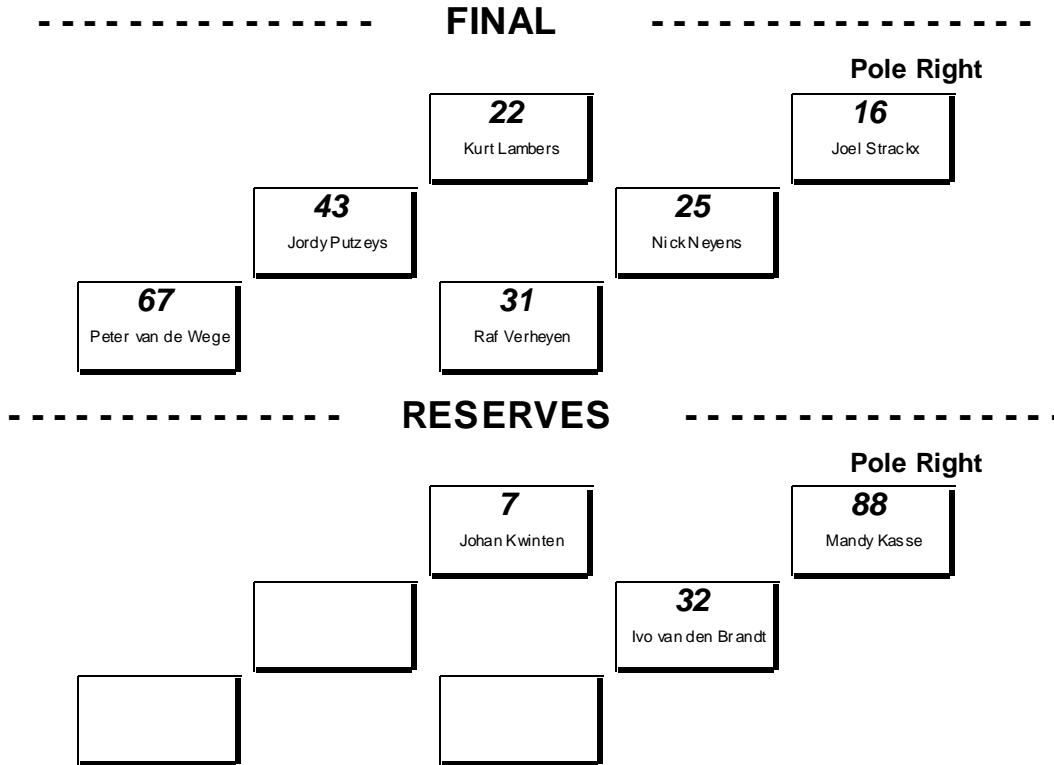 - - - - - - - - - - - - - - - FINAL - - - - - - - - - - - - - - - - -
Pole Right
22 16
Kurt Lambers Joel Strackx
43 25
Jordy Putzeys Nick Neyens
67 31
Peter van de Wege Raf Verheyen
- - - - - - - - - - - - - - - RESERVES - - - - - - - - - - - - - - - - -
Pole Right
7 88
Johan Kwinten Mandy Kasse
32
Ivo van den Brandt